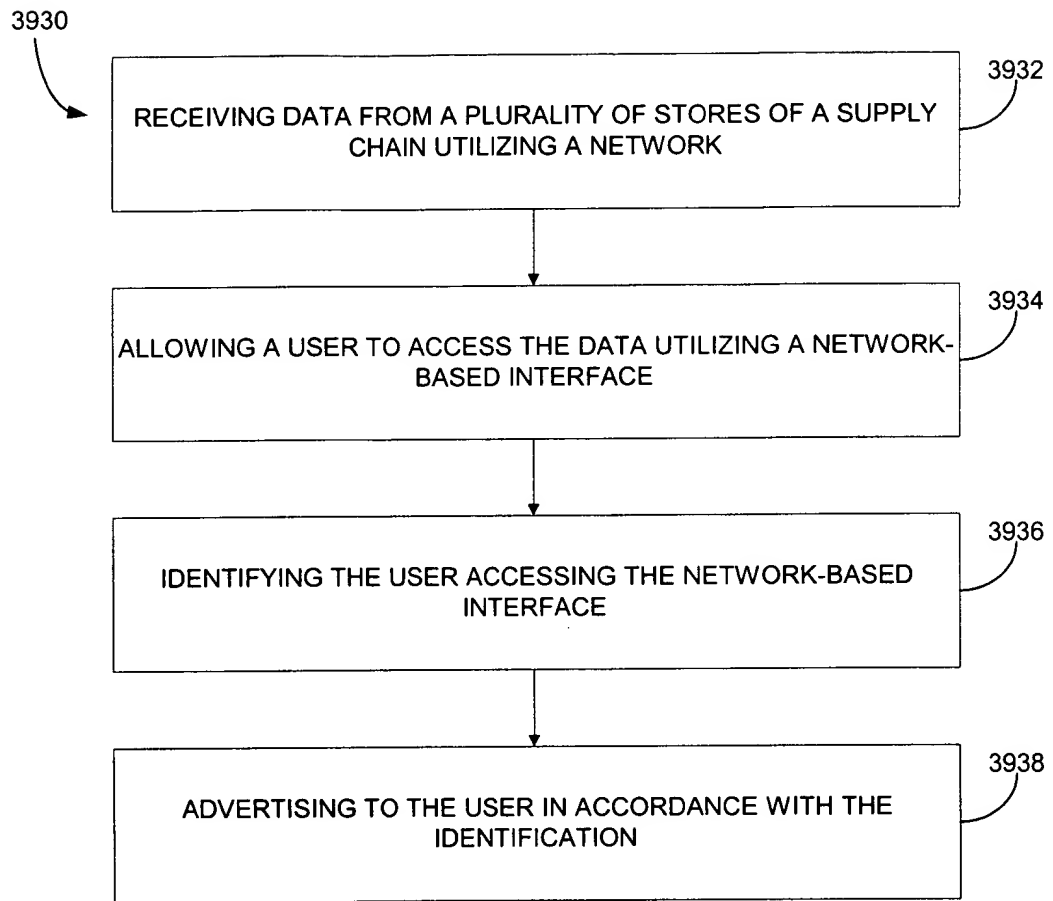 3930
3932
RECEIVING DATA FROM A PLURALITY OF STORES OF A SUPPLY
CHAIN UTILIZING A NETWORK
3934
ALLOWING A USER TO ACCESS THE DATA UTILIZING A NETWORK-
BASED INTERFACE
3936
IDENTIFYING THE USER ACCESSING THE NETWORK-BASED
INTERFACE
3938
ADVERTISING TO THE USER IN ACCORDANCE WITH THE
IDENTIFICATION